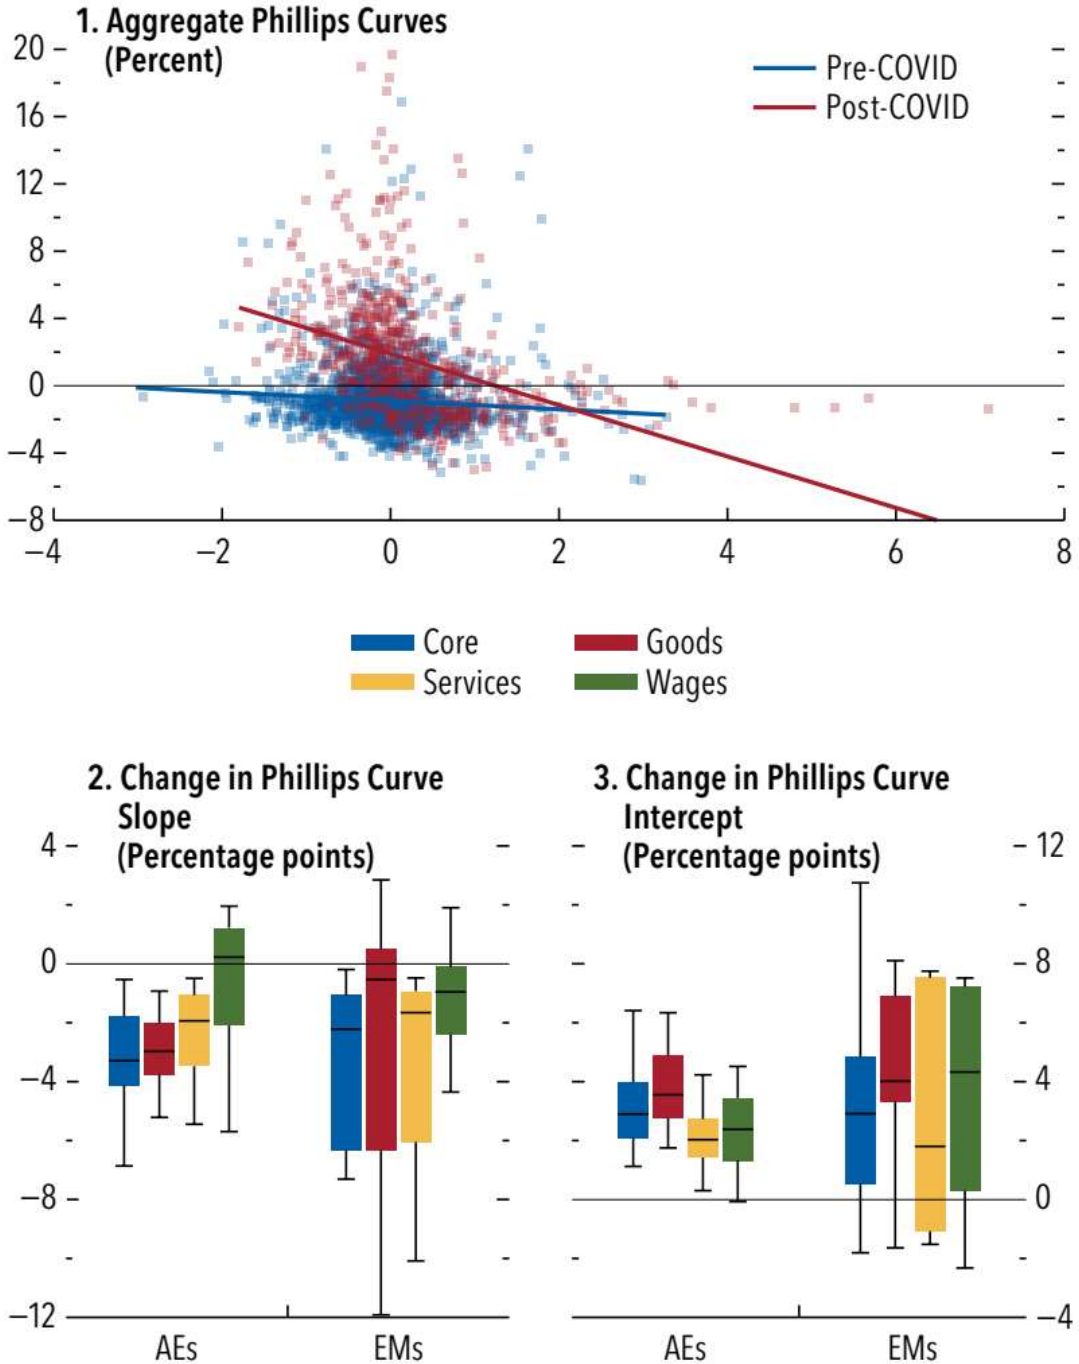 1. Aggregate Phillips Curves
(Percent)
20
16
12
8
4
0
–4
–8
–4
–2
0
2
4
6
8
Pre-COVID
Post-COVID
Core
Goods
Services
Wages
2. Change in Phillips Curve
Slope
(Percentage points)
4
0
–4
–8
–12
AEs
EMs
3. Change in Phillips Curve
Intercept
(Percentage points)
12
8
4
0
–4
AEs
EMs